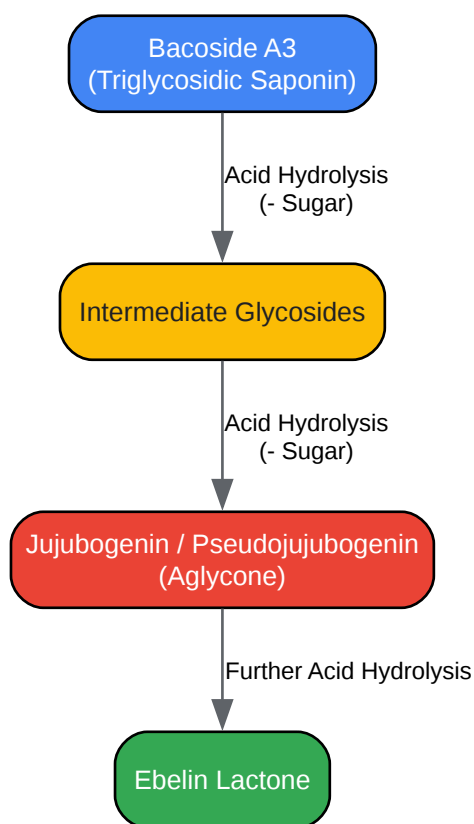 Bacoside A3
(Triglycosidic Saponin)
Acid Hydrolysis
(- Sugar)
Intermediate Glycosides
Acid Hydrolysis
(- Sugar)
Jujubogenin / Pseudojujubogenin
(Aglycone)
Further Acid Hydrolysis
Ebelin Lactone